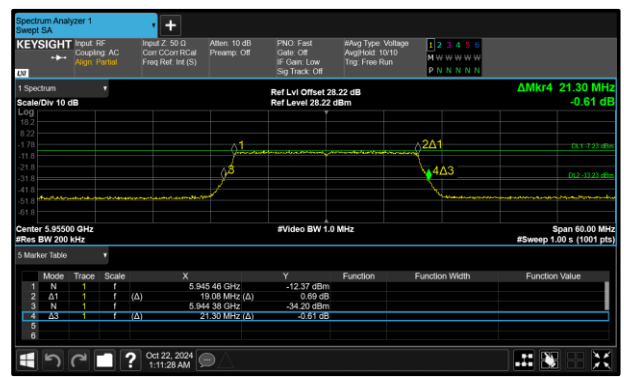 Spectrum Analyzer 1
Swept SA
+
KEYSIGHT Input: RF Input Z: 50 Ω Atten: 10 dB PNO: Fast #Avg Type: Voltage 1 2 3 4 5 6
Coupling: AC Corr CCorr RCal Preamp: Off Gate: Off Avg|Hold: 10/10 M W W W W W
Align: Partial Freq Ref: Int (S) IF Gain: Low Trig: Free Run
Sig Track: Off P N N N N N
LXI
1 Spectrum Ref Lvl Offset 28.22 dB ΔMkr4 21.30 MHz
Scale/Div 10 dB Ref Level 28.22 dBm -0.61 dB
Log
18.2
8.22
-1.78
-11.8
-21.8
-31.8
-41.8
-51.8
-61.8
1
2Δ1
3
4Δ3
DL1 -7.23 dBm
DL2 -33.23 dBm
Center 5.95500 GHz #Video BW 1.0 MHz Span 60.00 MHz
#Res BW 200 kHz #Sweep 1.00 s (1001 pts)
5 Marker Table
Mode Trace Scale X Y Function Function Width Function Value
1 N 1 f 5.945 46 GHz -12.37 dBm
2 Δ1 1 f (Δ) 19.08 MHz (Δ) 0.69 dB
3 N 1 f 5.944 38 GHz -34.20 dBm
4 Δ3 1 f (Δ) 21.30 MHz (Δ) -0.61 dB
5
6
? Oct 22, 2024
1:11:28 AM